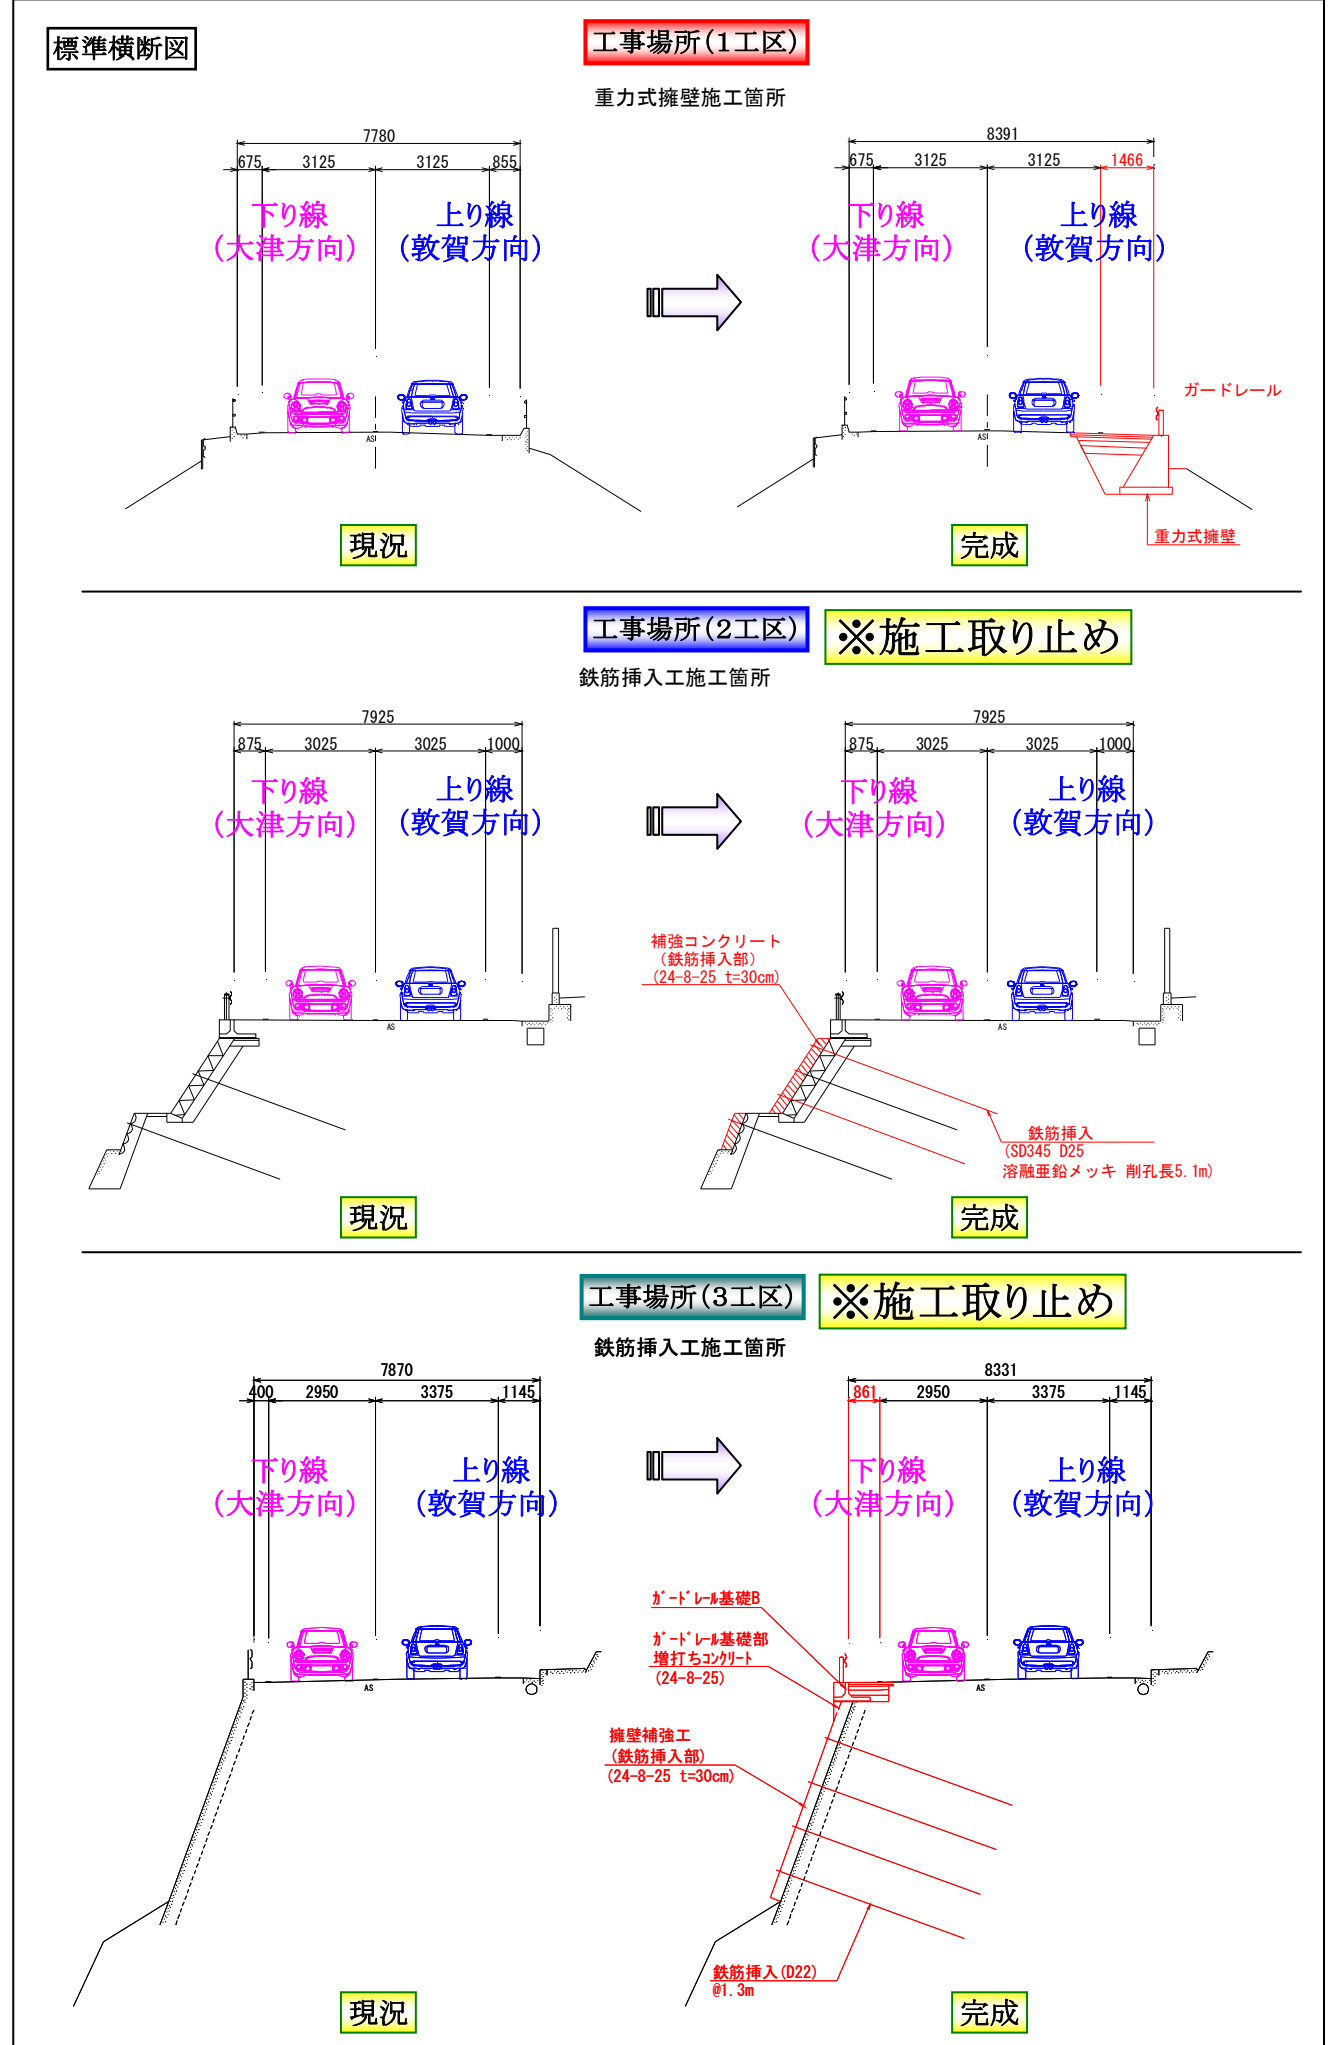 標準横断図
工事場所(1工区)
重力式擁壁施工箇所
7780
675 3125 3125 855
下り線
(大津方向)
上り線
(敦賀方向)
AS
現況
8391
675 3125 3125 1466
下り線
(大津方向)
上り線
(敦賀方向)
ガードレール
AS
重力式擁壁
完成
工事場所(2工区)
※施工取り止め
鉄筋挿入工施工箇所
7925
875 3025 3025 1000
下り線
(大津方向)
上り線
(敦賀方向)
AS
現況
7925
875 3025 3025 1000
下り線
(大津方向)
上り線
(敦賀方向)
補強コンクリート
(鉄筋挿入部)
(24-8-25 t=30cm)
AS
鉄筋挿入
(SD345 D25
溶融亜鉛メッキ 削孔長5.1m)
完成
工事場所(3工区)
※施工取り止め
鉄筋挿入工施工箇所
7870
400 2950 3375 1145
下り線
(大津方向)
上り線
(敦賀方向)
AS
現況
8331
861 2950 3375 1145
下り線
(大津方向)
上り線
(敦賀方向)
ｶﾞｰﾄﾞﾚｰﾙ基礎B
ｶﾞｰﾄﾞﾚｰﾙ基礎部
増打ちｺﾝｸﾘｰﾄ
(24-8-25)
AS
擁壁補強工
(鉄筋挿入部)
(24-8-25 t=30cm)
鉄筋挿入(D22)
@1.3m
完成